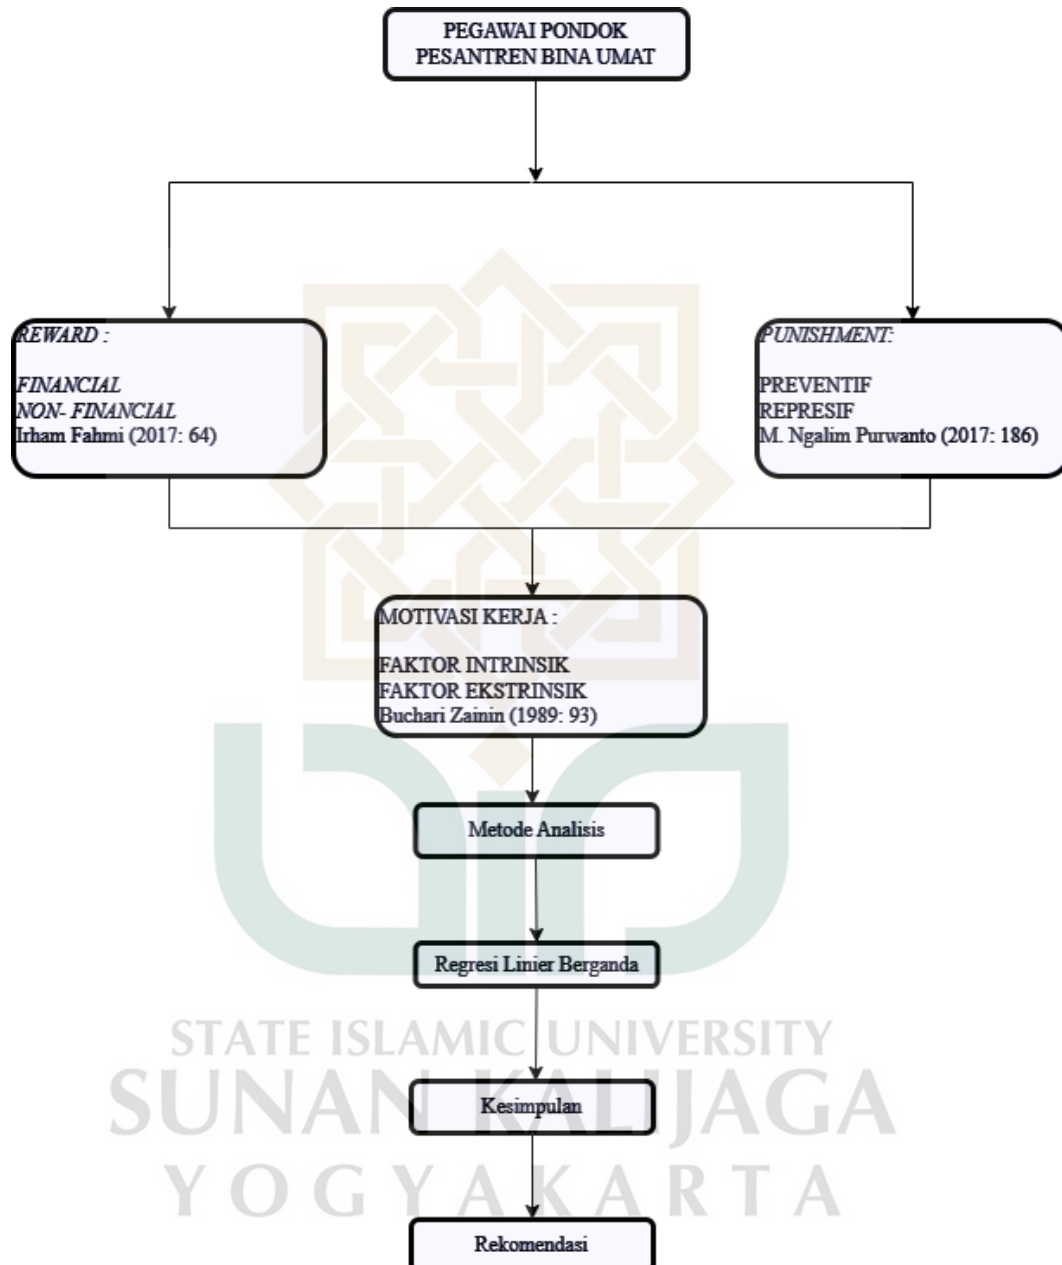 PEGAWAI PONDOK
PESANTREN BINA UMAT
REWARD :
FINANCIAL
NON- FINANCIAL
Irham Fahmi (2017: 64)
PUNISHMENT:
PREVENTIF
REPRESIF
M. Ngalim Purwanto (2017: 186)
MOTIVASI KERJA :
FAKTOR INTRINSIK
FAKTOR EKSTRINSIK
Buchari Zainin (1989: 93)
Metode Analisis
Regresi Linier Berganda
STATE ISLAMIC UNIVERSITY
SUNAN KALIJAGA
Kesimpulan
YOGYAKARTA
Rekomendasi